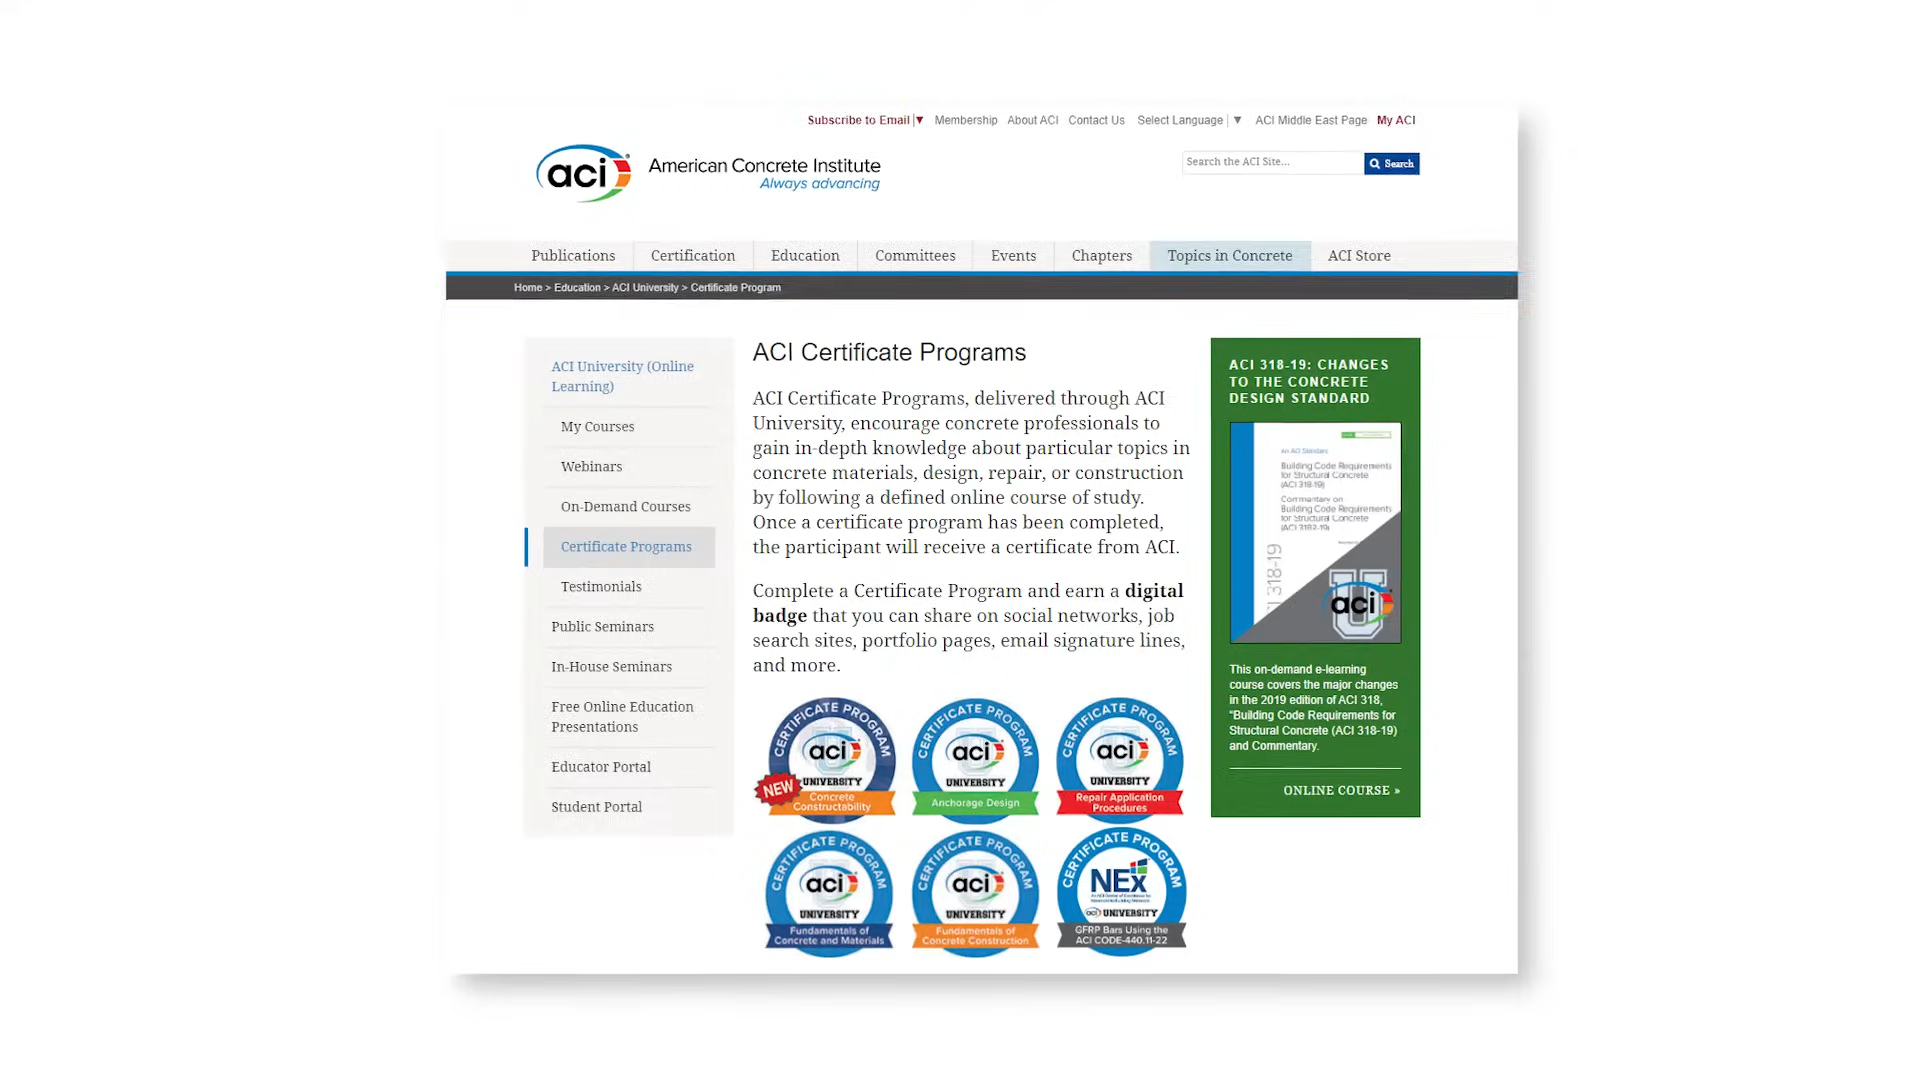 Subscribe to Email ▼ Membership About ACI Contact Us Select Language ▼ ACI Middle East Page My ACI
aci
American Concrete Institute
Always advancing
Search the ACI Site...
Search
Publications Certification Education Committees Events Chapters Topics in Concrete ACI Store
Home > Education > ACI University > Certificate Program
ACI University (Online
Learning)
My Courses
Webinars
On-Demand Courses
Certificate Programs
Testimonials
Public Seminars
In-House Seminars
Free Online Education
Presentations
Educator Portal
Student Portal
ACI Certificate Programs
ACI Certificate Programs, delivered through ACI
University, encourage concrete professionals to
gain in-depth knowledge about particular topics in
concrete materials, design, repair, or construction
by following a defined online course of study.
Once a certificate program has been completed,
the participant will receive a certificate from ACI.
Complete a Certificate Program and earn a digital
badge that you can share on social networks, job
search sites, portfolio pages, email signature lines,
and more.
CERTIFICATE PROGRAM
aci
UNIVERSITY
NEW
Concrete
Constructability
CERTIFICATE PROGRAM
aci
UNIVERSITY
Anchorage Design
CERTIFICATE PROGRAM
aci
UNIVERSITY
Repair Application
Procedures
CERTIFICATE PROGRAM
aci
UNIVERSITY
Fundamentals of
Concrete and Materials
CERTIFICATE PROGRAM
aci
UNIVERSITY
Fundamentals of
Concrete Construction
CERTIFICATE PROGRAM
NEx
aci UNIVERSITY
GFRP Bars Using the
ACI CODE-440.11-22
ACI 318-19: CHANGES
TO THE CONCRETE
DESIGN STANDARD
An ACI Standard
Building Code Requirements
for Structural Concrete
(ACI 318-19)
Commentary on
Building Code Requirements
for Structural Concrete
(ACI 318R-19)
318-19
aci
This on-demand e-learning
course covers the major changes
in the 2019 edition of ACI 318,
"Building Code Requirements for
Structural Concrete (ACI 318-19)
and Commentary.
ONLINE COURSE »